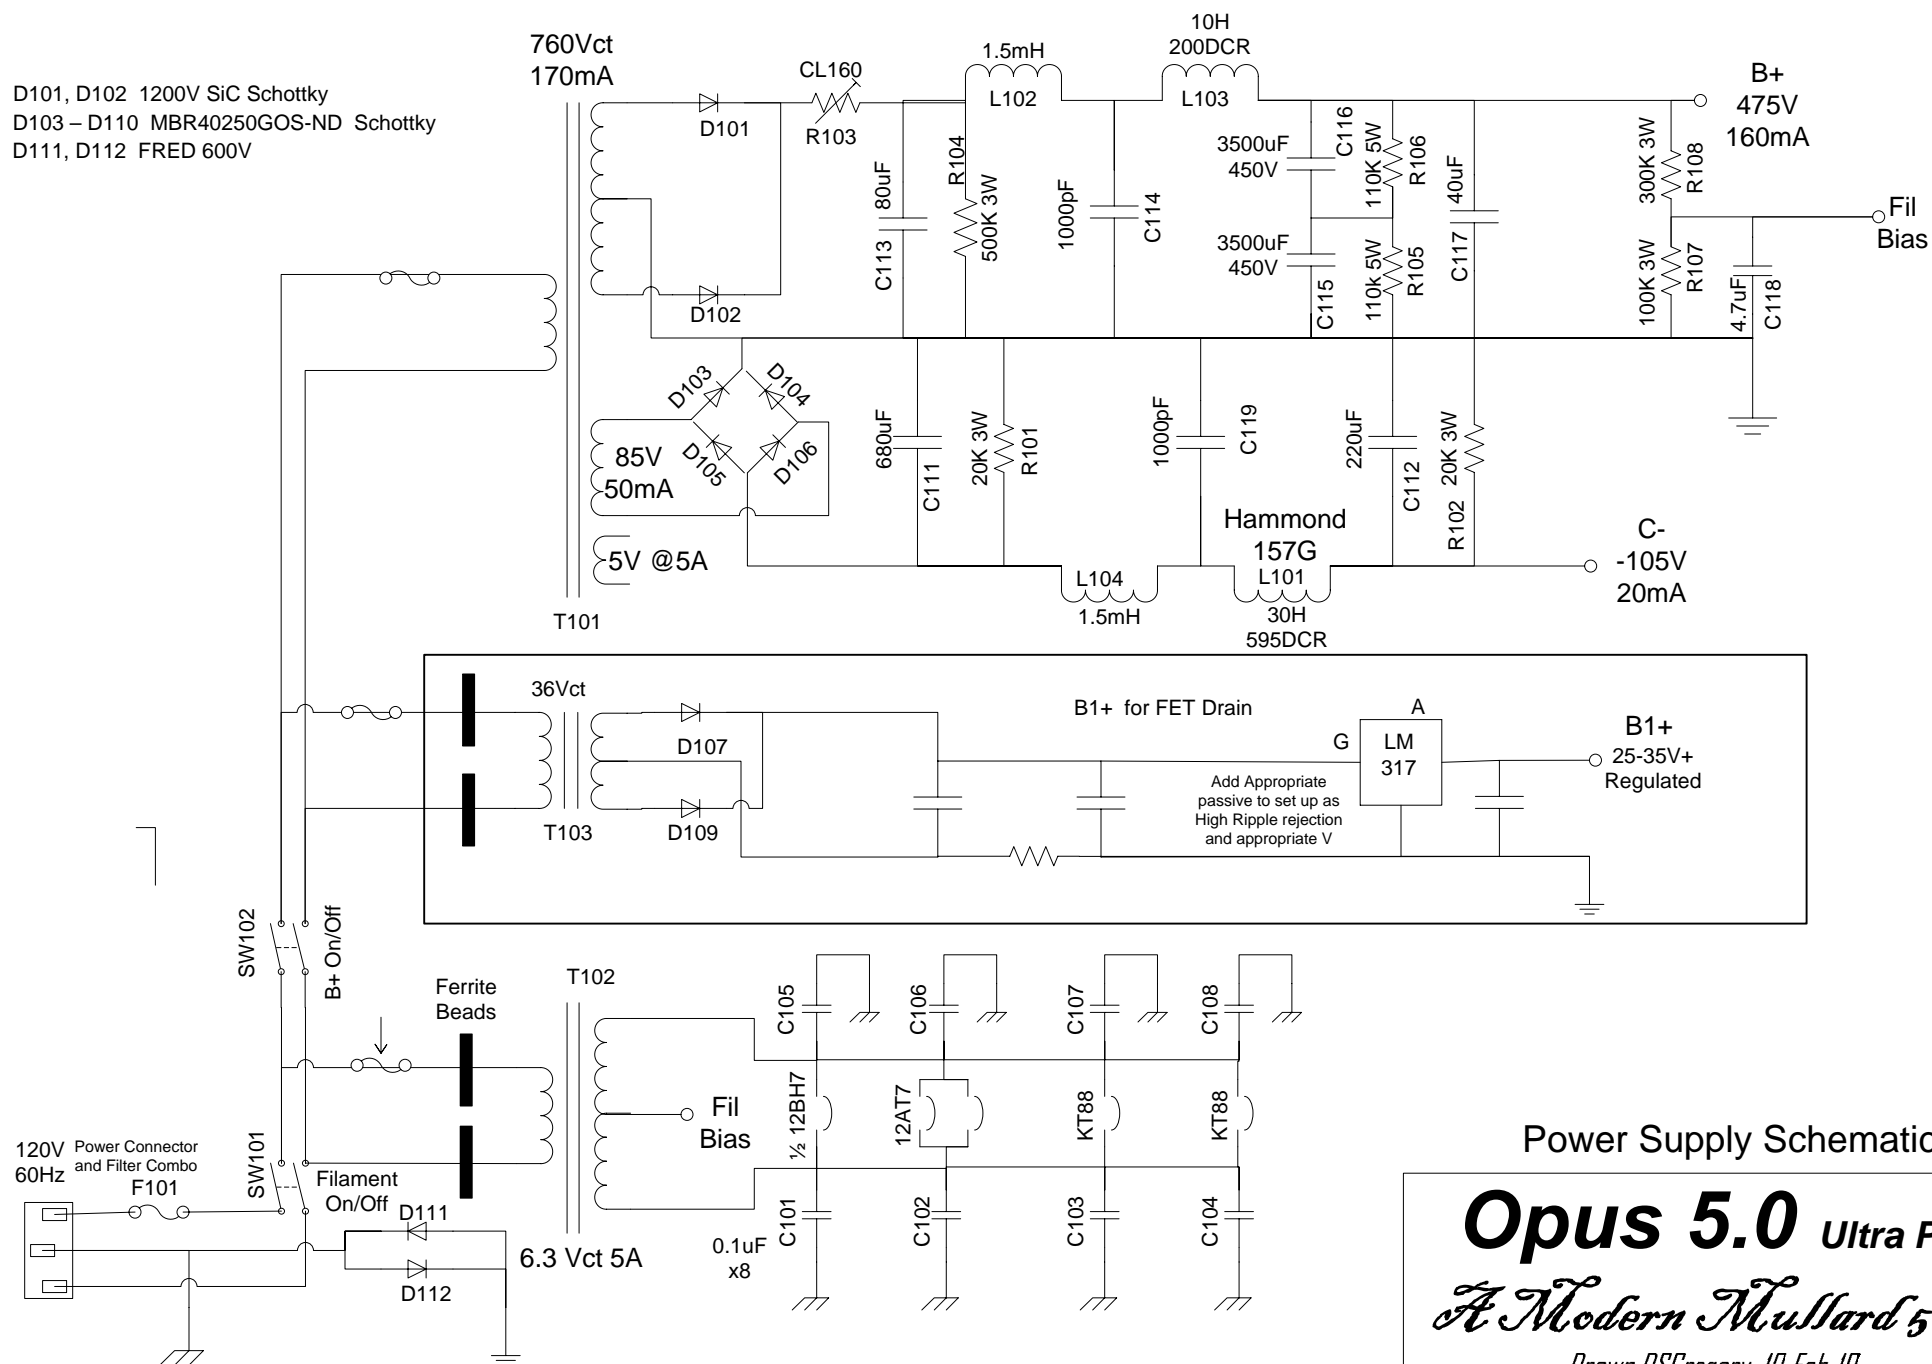 D101, D102 1200V SiC Schottky
D103 – D110 MBR40250GOS-ND Schottky
D111, D112 FRED 600V
760Vct
170mA
D101
D102
CL160
R103
80uF
C113
R104
500K 3W
1.5mH
L102
1000pF
C114
10H
200DCR
L103
3500uF
450V
C116
3500uF
450V
C115
110K 5W
R106
110k 5W
R105
40uF
C117
300K 3W
R108
100K 3W
R107
4.7uF
C118
B+
475V
160mA
Fil
Bias
D103
D104
D105
D106
85V
50mA
5V @5A
T101
680uF
C111
20K 3W
R101
1000pF
C119
220uF
C112
20K 3W
R102
L104
1.5mH
Hammond
157G
L101
30H
595DCR
C-
-105V
20mA
36Vct
T103
D107
D109
B1+ for FET Drain
Add Appropriate
passive to set up as
High Ripple rejection
and appropriate V
G
A
LM
317
B1+
25-35V+
Regulated
SW102
B+ On/Off
Ferrite
Beads
T102
Fil
Bias
6.3 Vct 5A
C105
C106
C107
C108
½ 12BH7
12AT7
KT88
KT88
C101
C102
C103
C104
0.1uF
x8
120V
60Hz
Power Connector
and Filter Combo
F101
SW101
Filament
On/Off
D111
D112
Power Supply Schematic
Opus 5.0 Ultra
A Modern Mullard 5